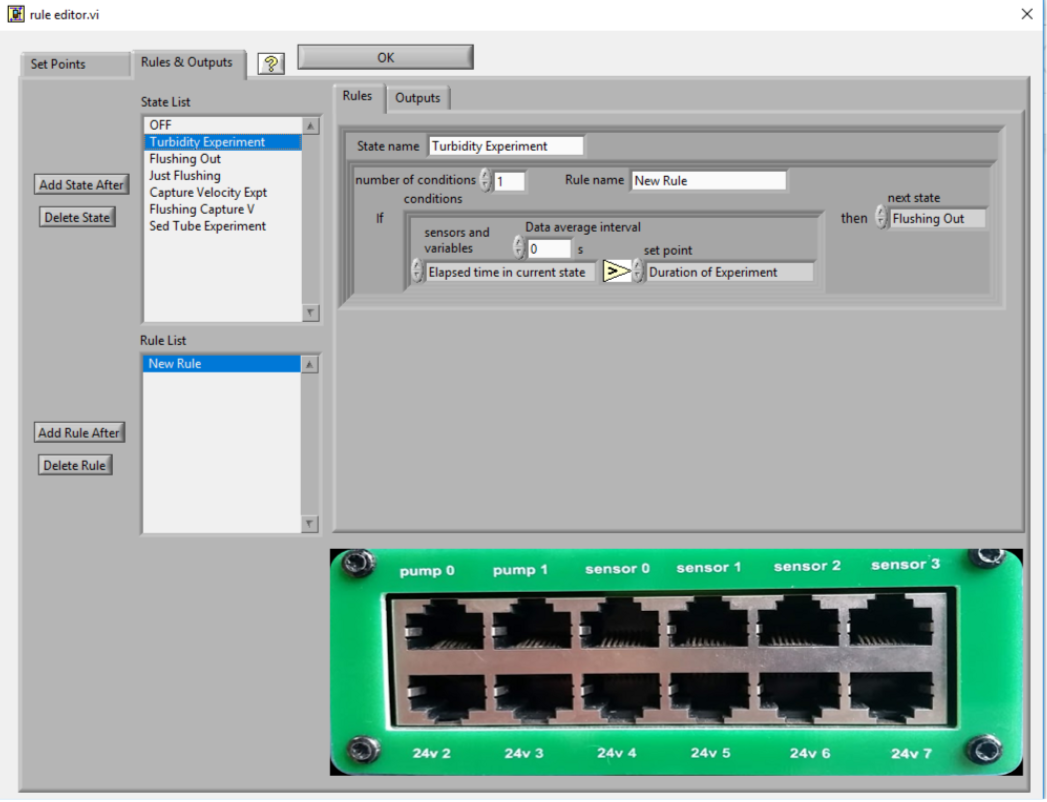 rule editor.vi
Set Points
Rules & Outputs
?
OK
State List
OFF
Turbidity Experiment
Flushing Out
Just Flushing
Capture Velocity Expt
Flushing Capture V
Sed Tube Experiment
Add State After
Delete State
Rule List
New Rule
Add Rule After
Delete Rule
Rules
Outputs
State name Turbidity Experiment
number of conditions 1 Rule name New Rule
conditions
next state
If
then Flushing Out
sensors and
variables
Data average interval
0 s
set point
Elapsed time in current state > Duration of Experiment
pump 0 pump 1 sensor 0 sensor 1 sensor 2 sensor 3
24v 2 24v 3 24v 4 24v 5 24v 6 24v 7